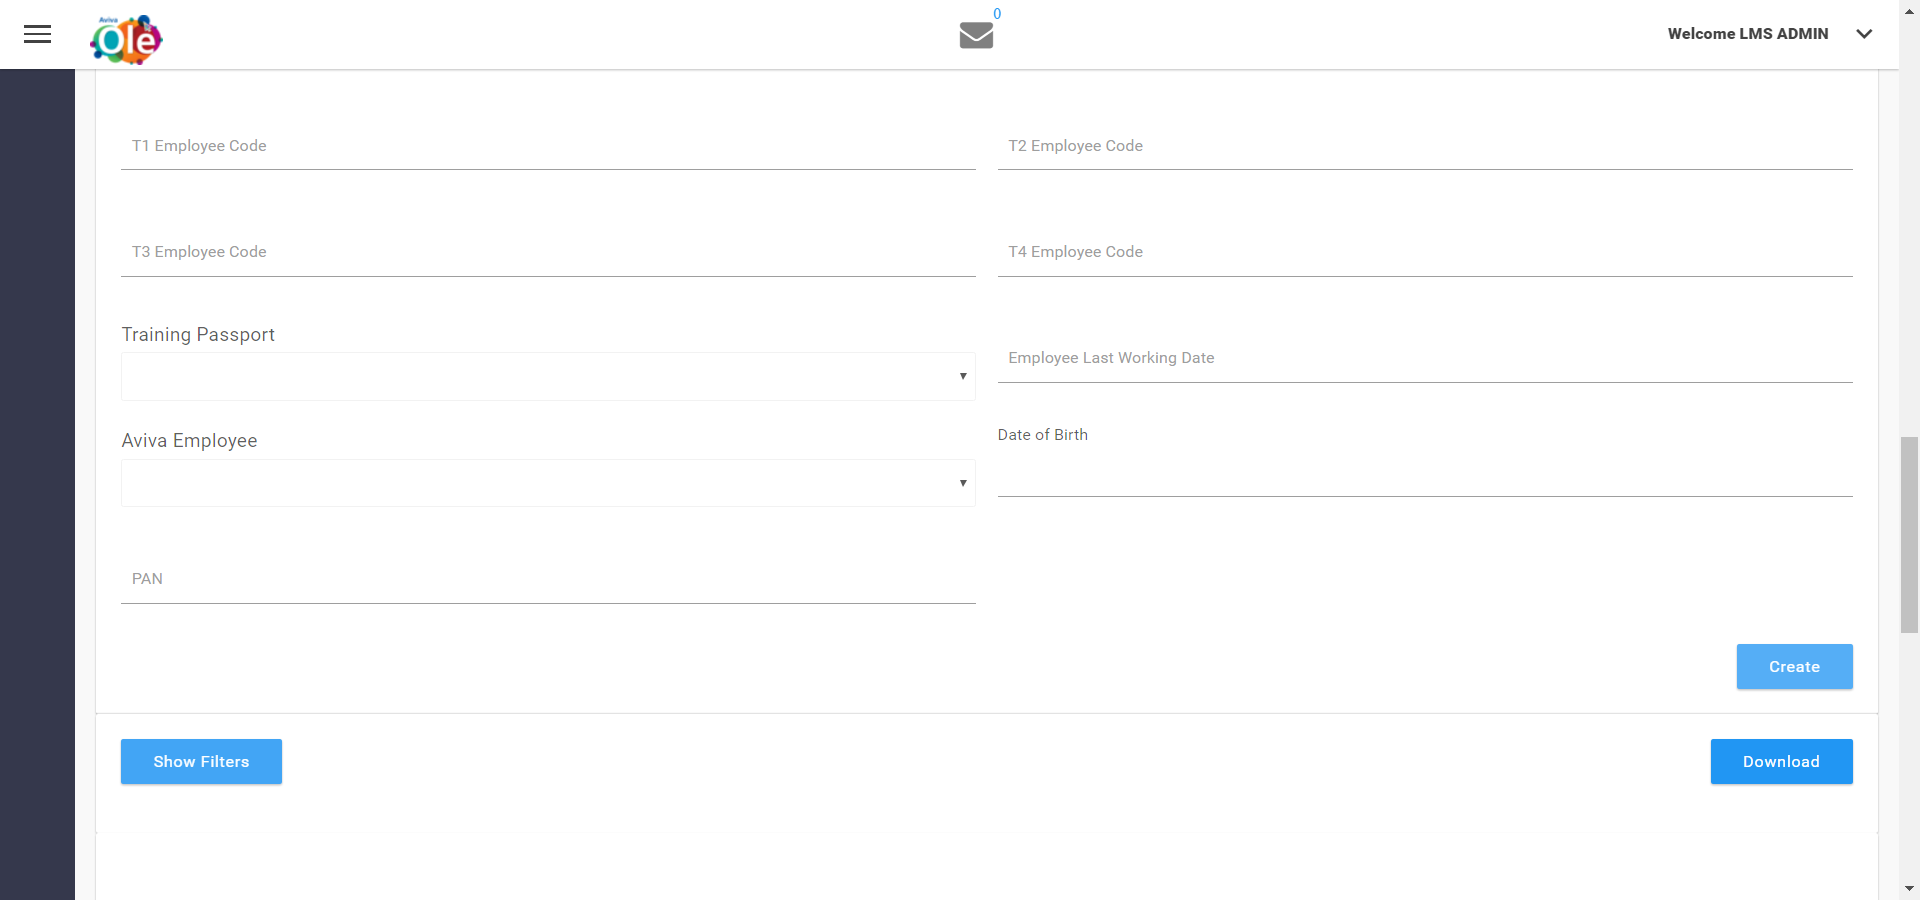 Aviva
Ole
0
Welcome LMS ADMIN
T1 Employee Code
T2 Employee Code
T3 Employee Code
T4 Employee Code
Training Passport
Employee Last Working Date
Aviva Employee
Date of Birth
PAN
Create
Show Filters
Download